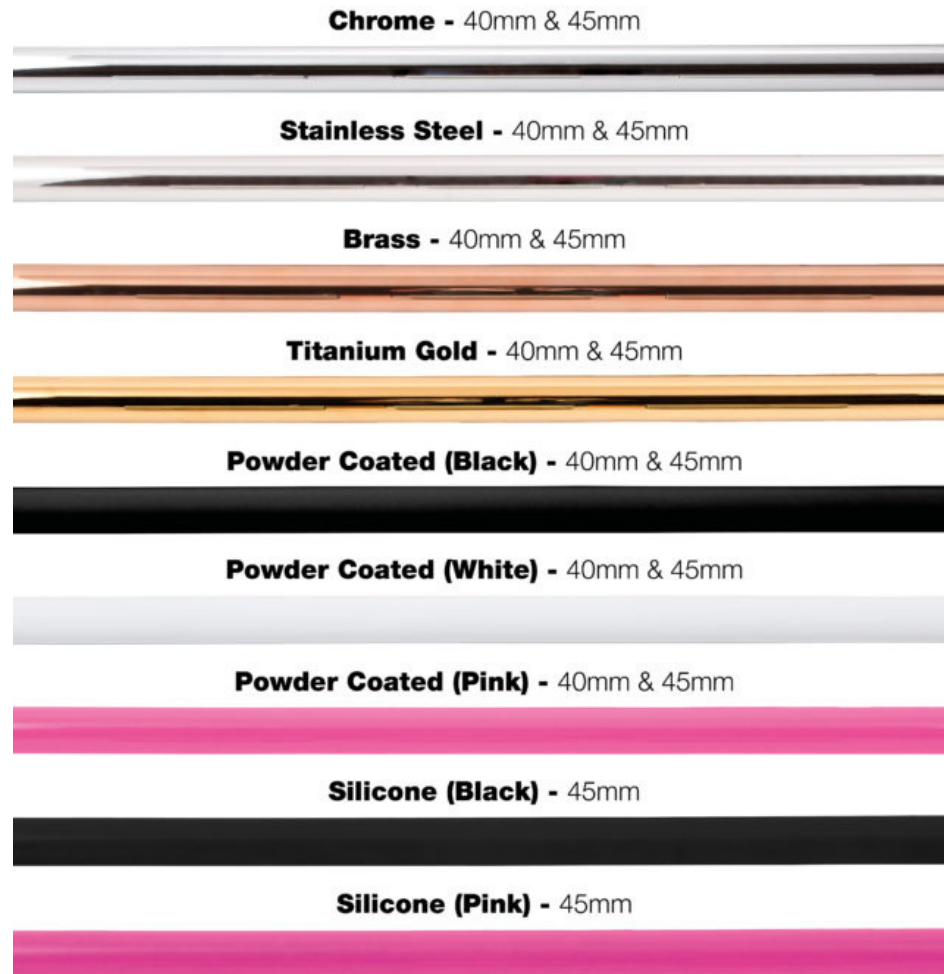 Chrome - 40mm & 45mm
Stainless Steel - 40mm & 45mm
Brass - 40mm & 45mm
Titanium Gold - 40mm & 45mm
Powder Coated (Black) - 40mm & 45mm
Powder Coated (White) - 40mm & 45mm
Powder Coated (Pink) - 40mm & 45mm
Silicone (Black) - 45mm
Silicone (Pink) - 45mm